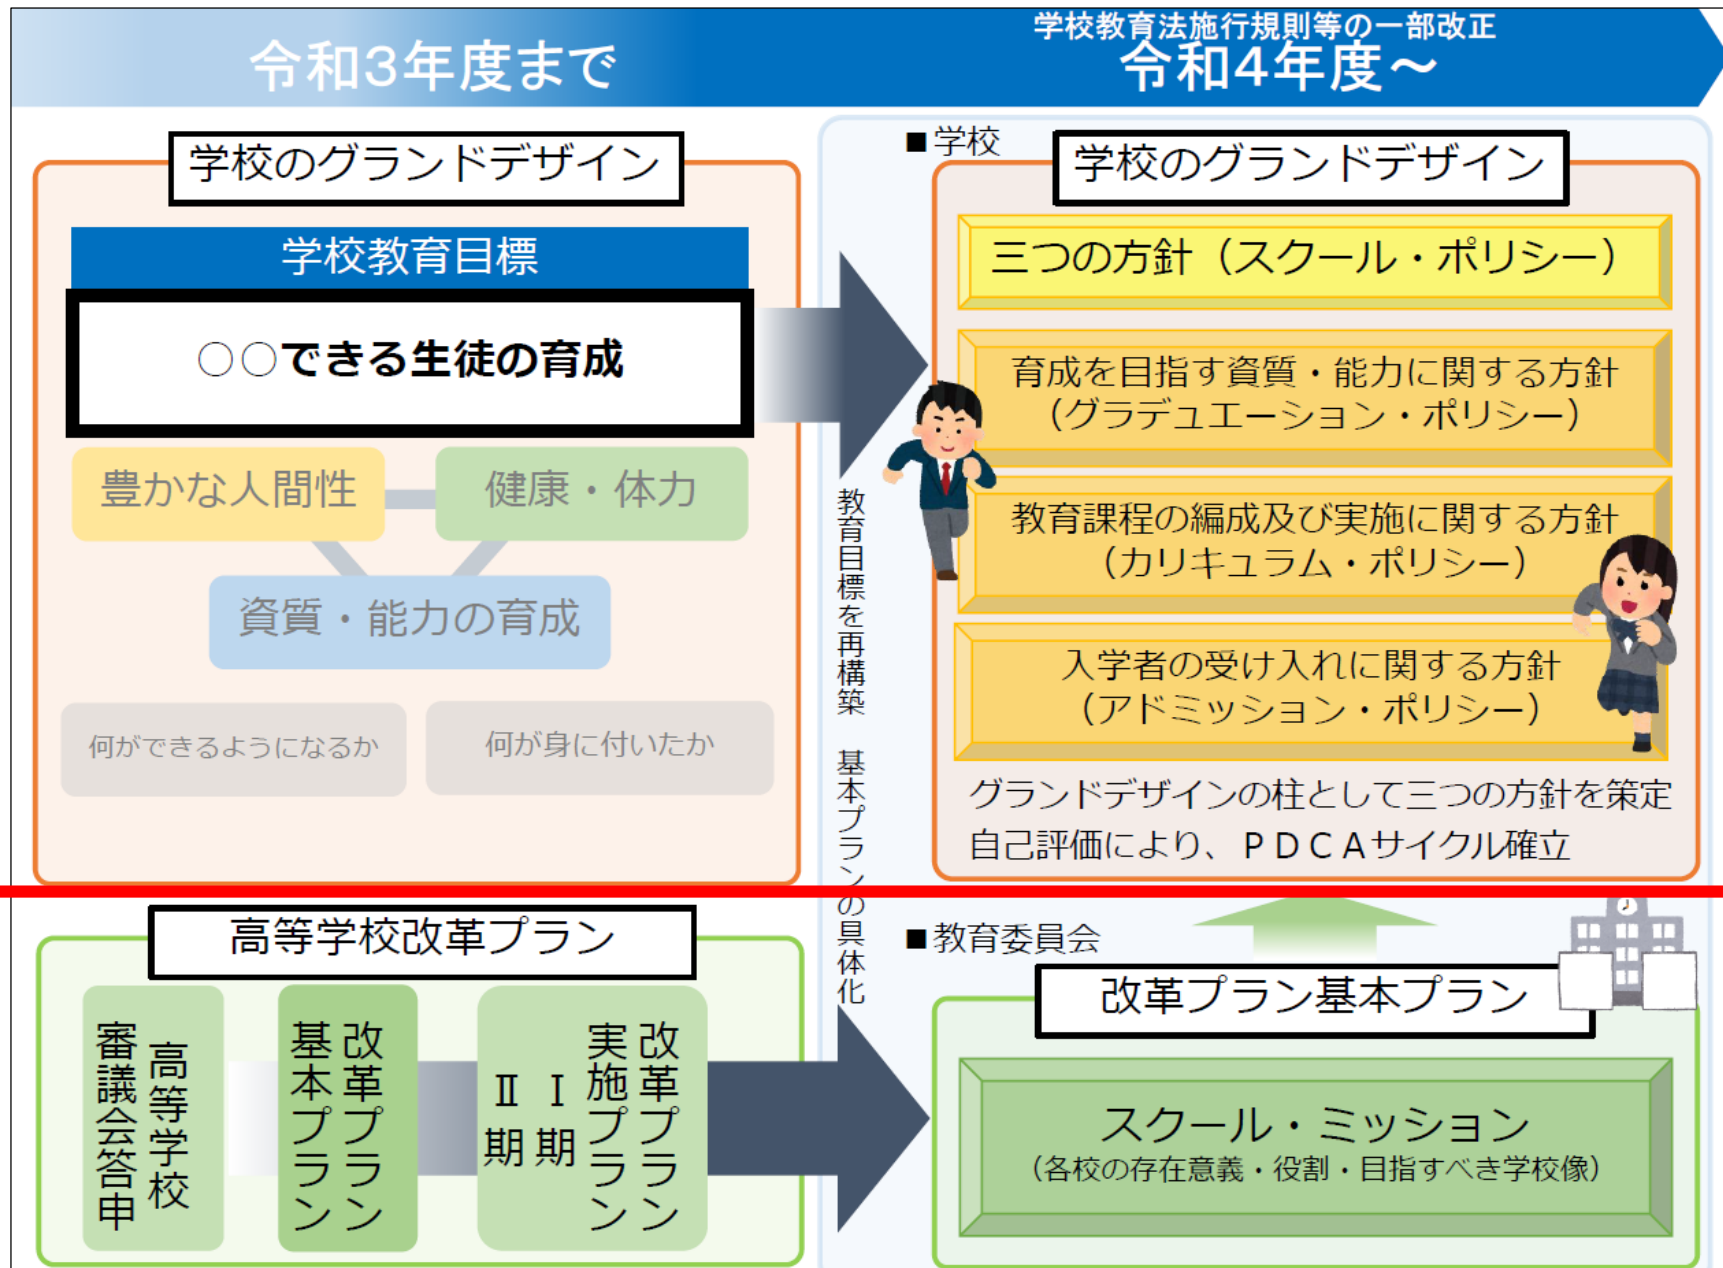 令和3年度まで
学校教育法施行規則等の一部改正
令和4年度～
学校のグランドデザイン
学校教育目標
○○できる生徒の育成
豊かな人間性
健康・体力
資質・能力の育成
何ができるようになるか
何が身に付いたか
教育目標を再構築　基本プランの具体化
■学校
学校のグランドデザイン
三つの方針（スクール・ポリシー）
育成を目指す資質・能力に関する方針
（グラデュエーション・ポリシー）
教育課程の編成及び実施に関する方針
（カリキュラム・ポリシー）
入学者の受け入れに関する方針
（アドミッション・ポリシー）
グランドデザインの柱として三つの方針を策定
自己評価により、ＰＤＣＡサイクル確立
高等学校改革プラン
高等学校
審議会答申
改革プラン
基本プラン
改革プラン
実施プラン
Ⅰ期
Ⅱ期
■教育委員会
改革プラン基本プラン
スクール・ミッション
（各校の存在意義・役割・目指すべき学校像）